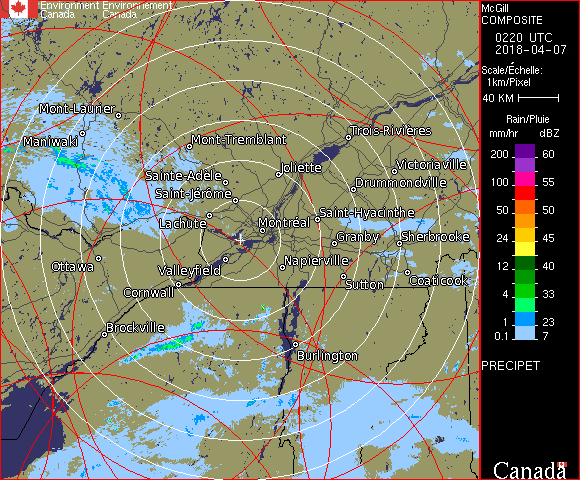 Environment Environnement
Canada Canada
McGill
COMPOSITE
0220 UTC
2018-04-07
Scale/Échelle:
1km/Pixel
40 KM
Rain/Pluie
mm/hr dBZ
200 60
150 57
100 55
50 50
24 45
12 40
4 33
1 23
0.1 7
PRECIPET
Canada
Mont-Laurier
Maniwaki
Mont-Tremblant
Trois-Rivières
Sainte-Adèle
Joliette
Victoriaville
Saint-Jérôme
Drummondville
Lachute
Saint-Hyacinthe
Montréal
Granby
Sherbrooke
Ottawa
Valleyfield
Napierville
Cornwall
Sutton
Coaticook
Brockville
Burlington